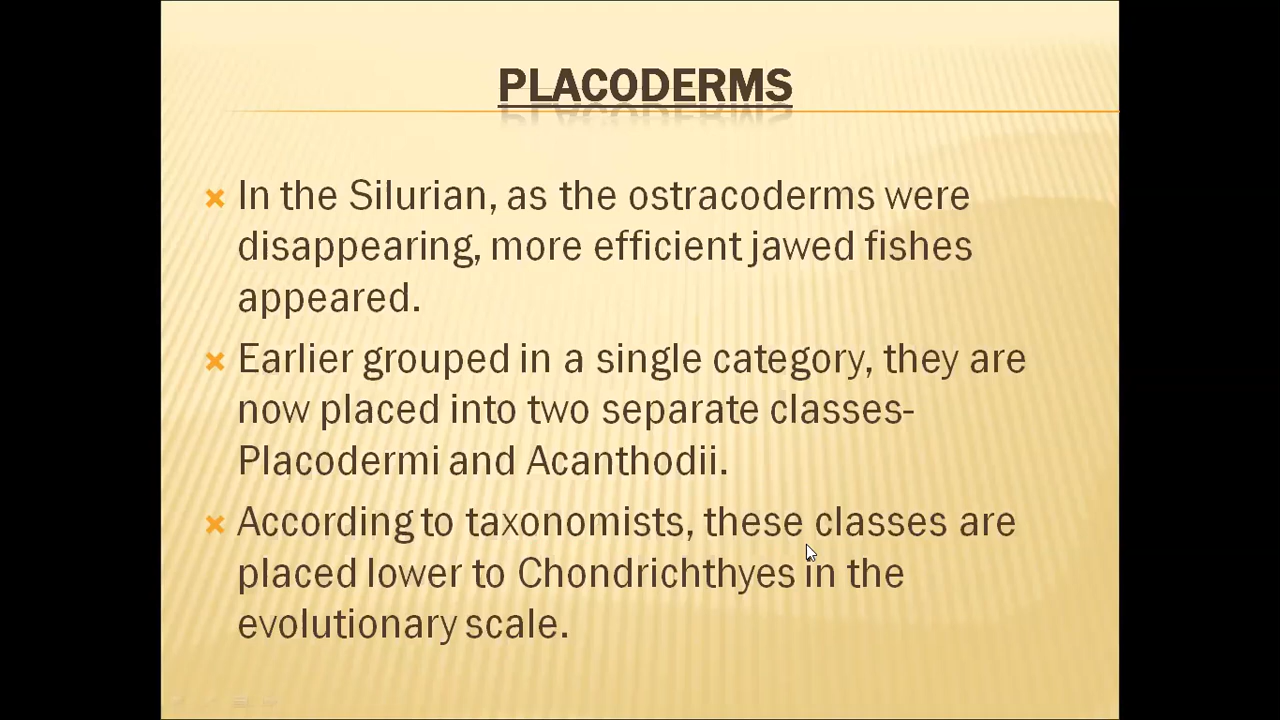 PLACODERMS
In the Silurian, as the ostracoderms were
disappearing, more efficient jawed fishes
appeared.
Earlier grouped in a single category, they are
now placed into two separate classes-
Placodermi and Acanthodii.
According to taxonomists, these classes are
placed lower to Chondrichthyes in the
evolutionary scale.